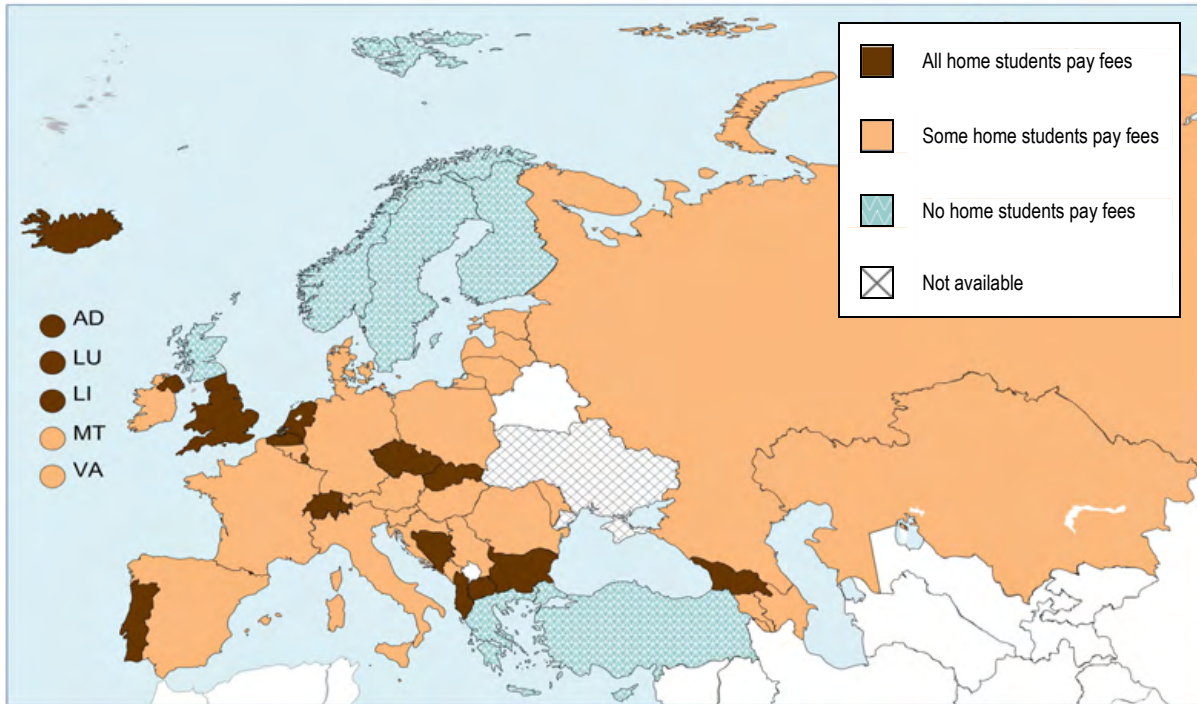 All home students pay fees
Some home students pay fees
No home students pay fees
Not available
AD
LU
LI
MT
VA